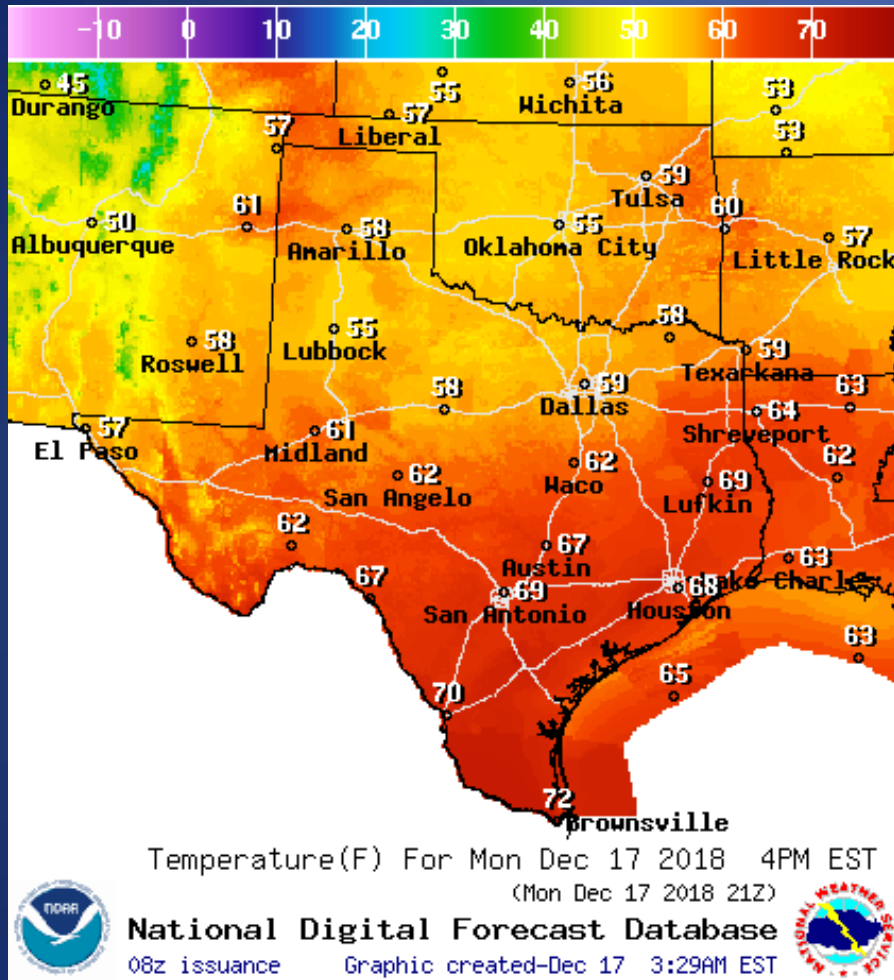 -10 0 10 20 30 40 50 60 70
45
Durango
55
56
Wichita
53
57
Liberal
57
53
59
Tulsa
50
Albuquerque
61
58
Amarillo
55
Oklahoma City
60
57
Little Rock
58
Roswell
55
Lubbock
58
59
Texarkana
59
Dallas
58
64
Shreveport
63
57
El Paso
61
Midland
62
San Angelo
62
Waco
69
Lufkin
62
62
67
Austin
63
Lake Charles
67
69
San Antonio
68
Houston
63
65
70
72
Brownsville
Temperature(F) For Mon Dec 17 2018 4PM EST
(Mon Dec 17 2018 21Z)
National Digital Forecast Database
08z issuance Graphic created-Dec 17 3:29AM EST
NOAA
NATIONAL WEATHER SERVICE